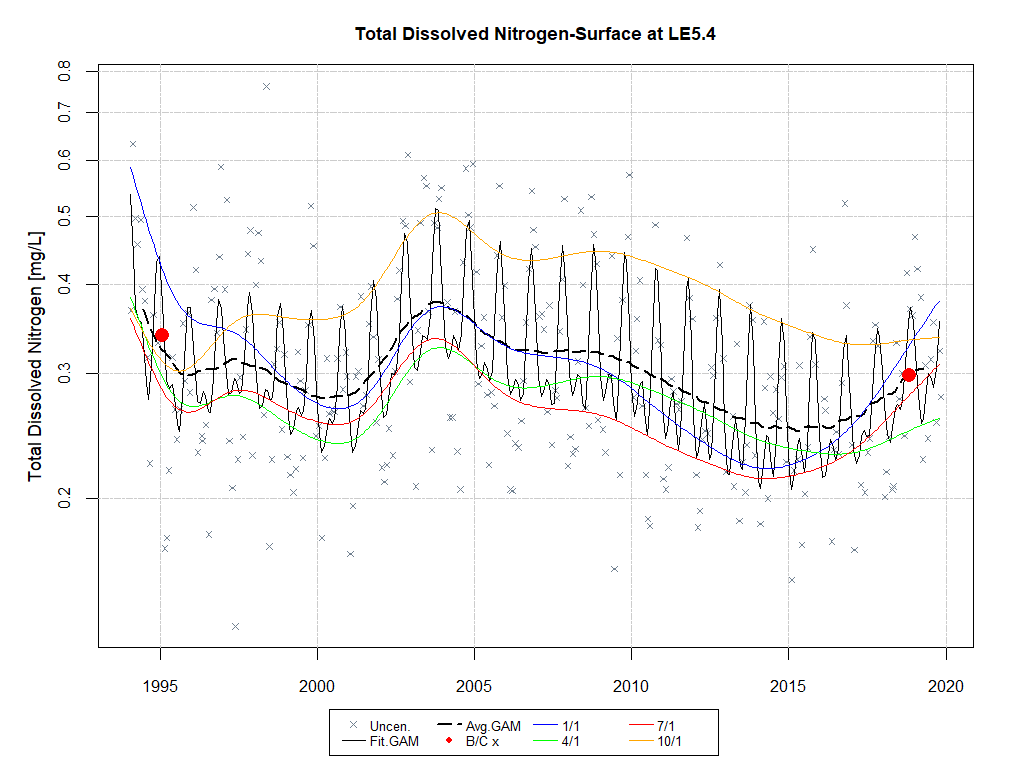 Total Dissolved Nitrogen-Surface at LE5.4
Total Dissolved Nitrogen [mg/L]
0.8
0.7
0.6
0.5
0.4
0.3
0.2
1995 2000 2005 2010 2015 2020
Uncen. Avg.GAM 1/1 7/1
Fit.GAM B/C x 4/1 10/1